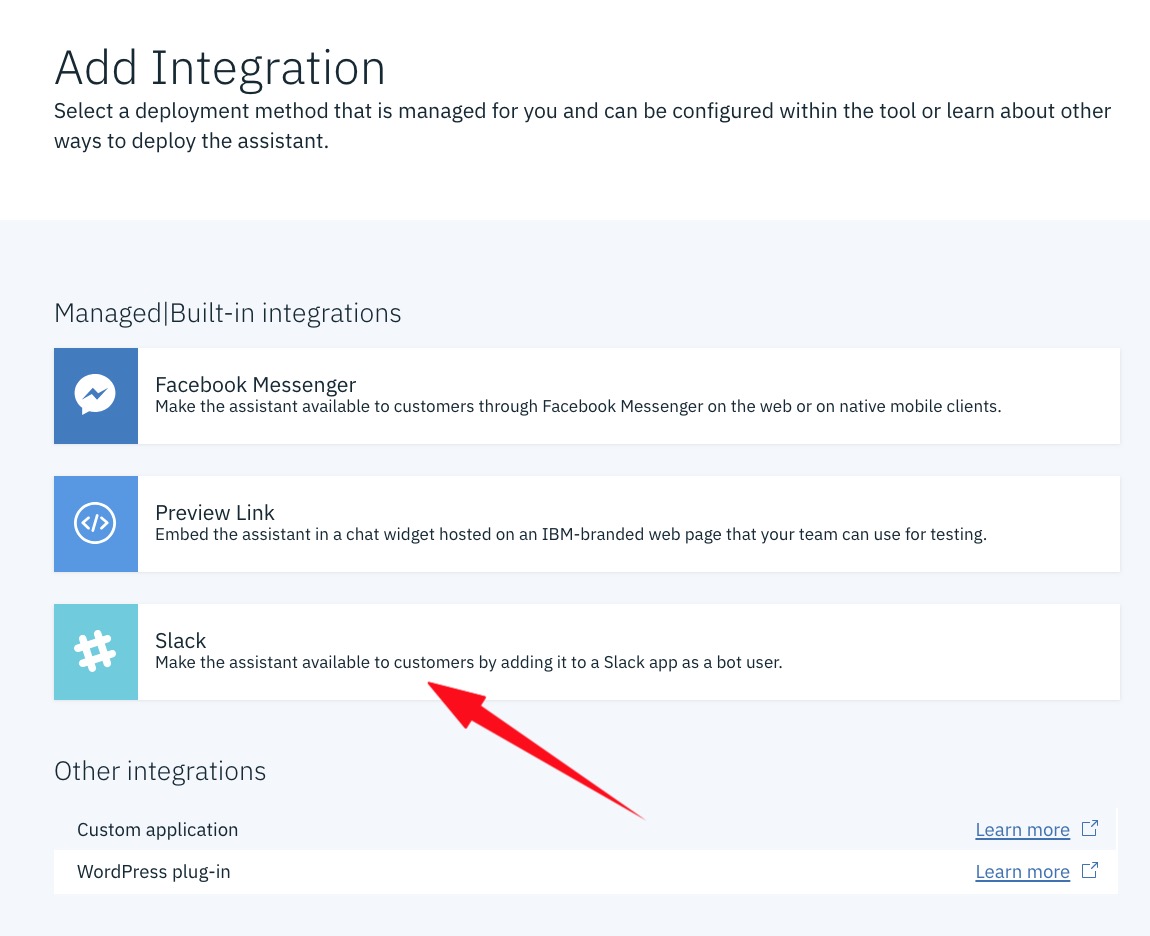 Add Integration
Select a deployment method that is managed for you and can be configured within the tool or learn about other
ways to deploy the assistant.
Managed|Built-in integrations
Facebook Messenger
Make the assistant available to customers through Facebook Messenger on the web or on native mobile clients.
Preview Link
Embed the assistant in a chat widget hosted on an IBM-branded web page that your team can use for testing.
Slack
Make the assistant available to customers by adding it to a Slack app as a bot user.
Other integrations
Custom application Learn more
WordPress plug-in Learn more